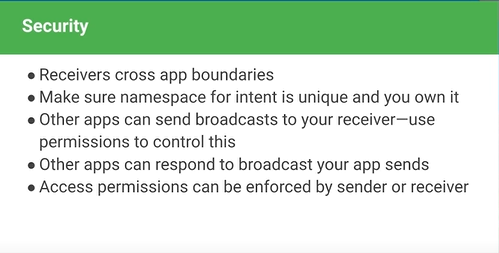 Security
● Receivers cross app boundaries
● Make sure namespace for intent is unique and you own it
● Other apps can send broadcasts to your receiver—use
permissions to control this
● Other apps can respond to broadcast your app sends
● Access permissions can be enforced by sender or receiver